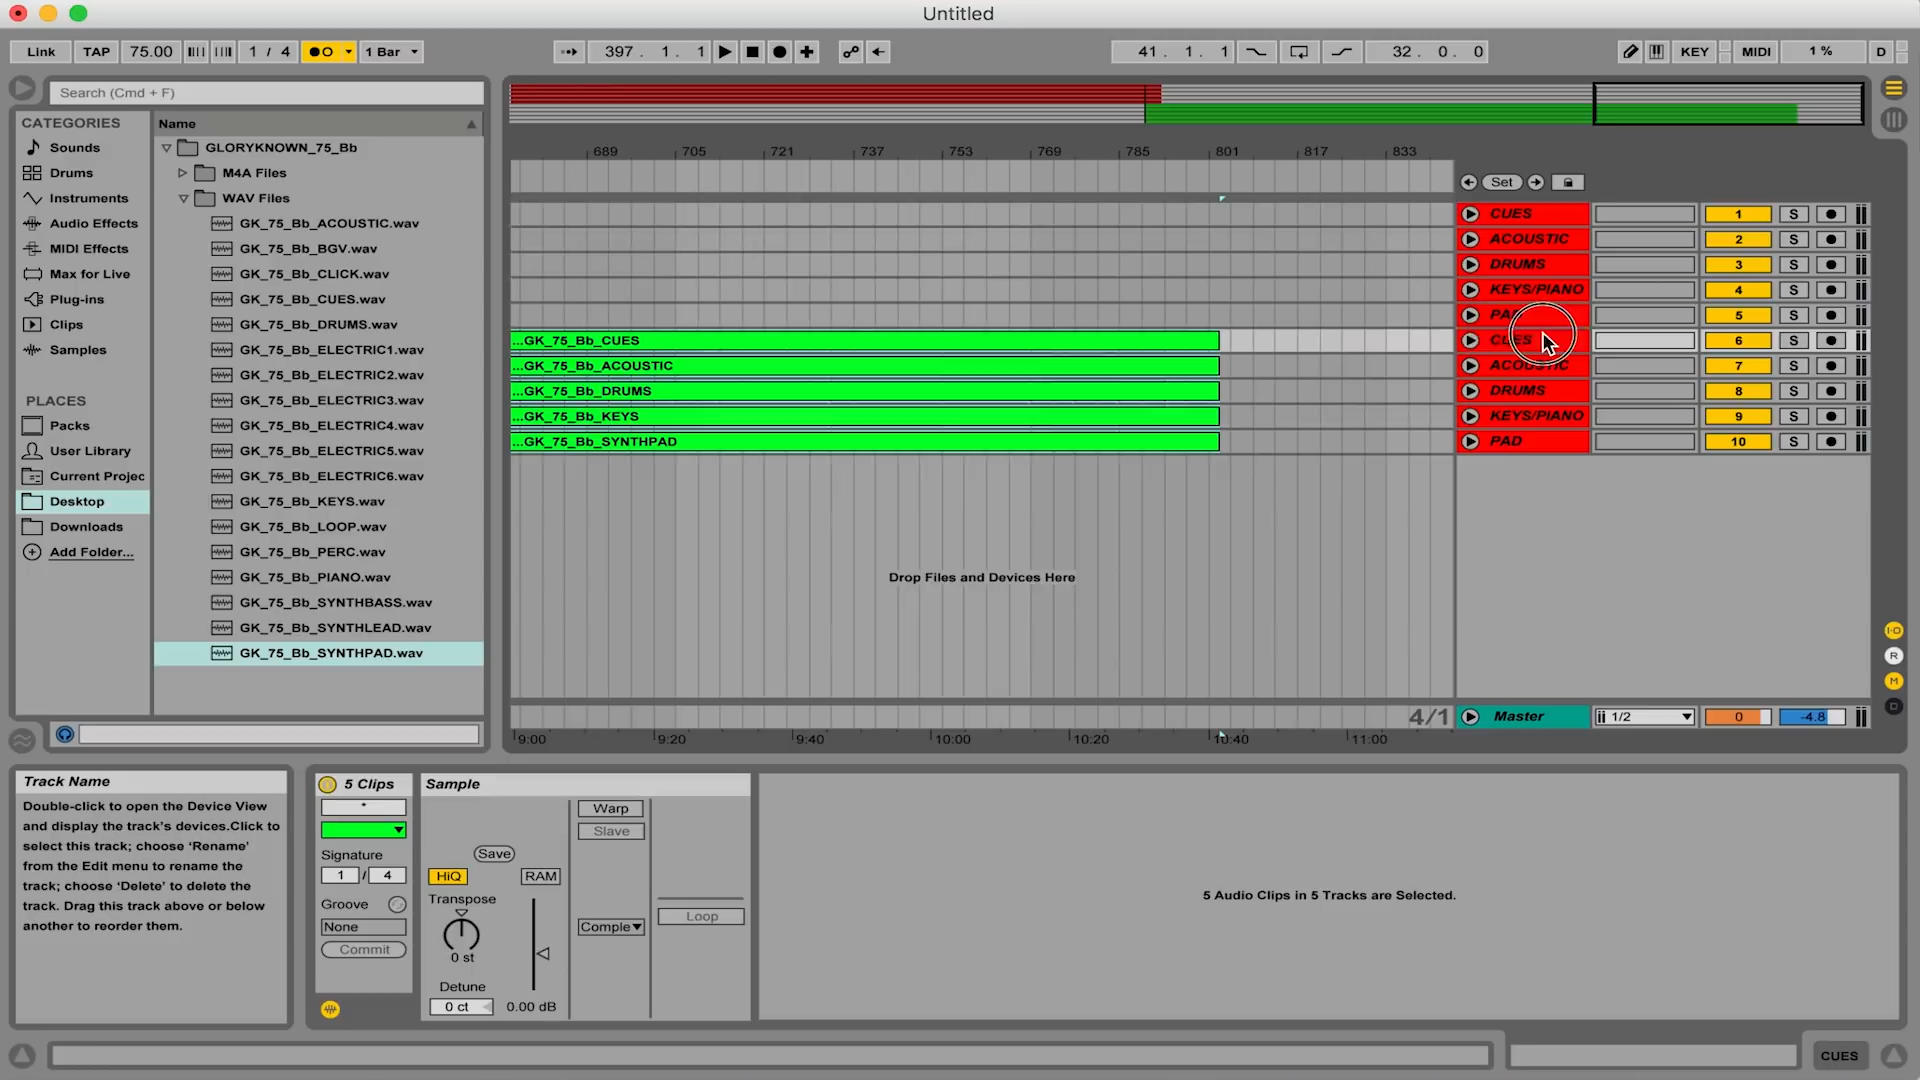 Untitled
Link TAP 75.00 1 / 4 1 Bar 397. 1. 1 41. 1. 1 32. 0. 0 KEY MIDI 1 % D
Search (Cmd + F)
CATEGORIES
Sounds
Drums
Instruments
Audio Effects
MIDI Effects
Max for Live
Plug-ins
Clips
Samples
PLACES
Packs
User Library
Current Projec
Desktop
Downloads
Add Folder...
Name
GLORYKNOWN_75_Bb
M4A Files
WAV Files
GK_75_Bb_ACOUSTIC.wav
GK_75_Bb_BGV.wav
GK_75_Bb_CLICK.wav
GK_75_Bb_CUES.wav
GK_75_Bb_DRUMS.wav
GK_75_Bb_ELECTRIC1.wav
GK_75_Bb_ELECTRIC2.wav
GK_75_Bb_ELECTRIC3.wav
GK_75_Bb_ELECTRIC4.wav
GK_75_Bb_ELECTRIC5.wav
GK_75_Bb_ELECTRIC6.wav
GK_75_Bb_KEYS.wav
GK_75_Bb_LOOP.wav
GK_75_Bb_PERC.wav
GK_75_Bb_PIANO.wav
GK_75_Bb_SYNTHBASS.wav
GK_75_Bb_SYNTHLEAD.wav
GK_75_Bb_SYNTHPAD.wav
689 705 721 737 753 769 785 801 817 833
Set
CUES 1 S
ACOUSTIC 2 S
DRUMS 3 S
KEYS/PIANO 4 S
PAD 5 S
...GK_75_Bb_CUES CUES 6 S
...GK_75_Bb_ACOUSTIC ACOUSTIC 7 S
...GK_75_Bb_DRUMS DRUMS 8 S
...GK_75_Bb_KEYS KEYS/PIANO 9 S
...GK_75_Bb_SYNTHPAD PAD 10 S
Drop Files and Devices Here
I·O
R
M
D
4/1 Master 1/2 0 -4.8
9:00 9:20 9:40 10:00 10:20 10:40 11:00
Track Name
Double-click to open the Device View
and display the track's devices.Click to
select this track; choose 'Rename'
from the Edit menu to rename the
track; choose 'Delete' to delete the
track. Drag this track above or below
another to reorder them.
5 Clips
*
Signature
1 / 4
Groove
None
Commit
Sample
Save
HiQ RAM
Transpose
0 st
Detune
0 ct 0.00 dB
Warp
Slave
Comple
Loop
5 Audio Clips in 5 Tracks are Selected.
CUES